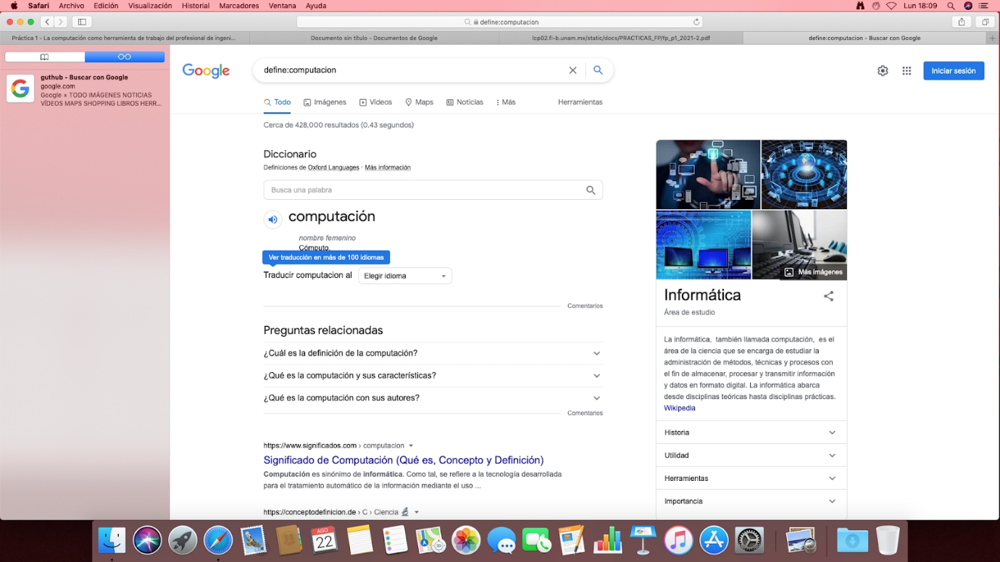 Safari Archivo Edición Visualización Historial Marcadores Ventana Ayuda Lun 18:09
define:computacion
Práctica 1 - La computación como herramienta de trabajo del profesional de ingeni... Documento sin título - Documentos de Google lcp02.fi-b.unam.mx/static/docs/PRACTICAS_FP/fp_p1_2021-2.pdf define:computacion - Buscar con Google
guthub - Buscar con Google
google.com
Google × TODO IMÁGENES NOTICIAS
VÍDEOS MAPS SHOPPING LIBROS HERR...
Google
define:computacion
Iniciar sesión
Todo Imágenes Videos Maps Noticias Más Herramientas
Cerca de 428,000 resultados (0.43 segundos)
Diccionario
Definiciones de Oxford Languages · Más información
Busca una palabra
computación
nombre femenino
Cómputo.
Ver traducción en más de 100 idiomas
Traducir computacion al Elegir idioma
Comentarios
Preguntas relacionadas
¿Cuál es la definición de la computación?
¿Qué es la computación y sus características?
¿Qué es la computación con sus autores?
Comentarios
https://www.significados.com › computacion
Significado de Computación (Qué es, Concepto y Definición)
Computación es sinónimo de informática. Como tal, se refiere a la tecnología desarrollada
para el tratamiento automático de la información mediante el uso ...
https://conceptodefinicion.de › C › Ciencia
Más imágenes
Informática
Área de estudio
La informática, también llamada computación, es el
área de la ciencia que se encarga de estudiar la
administración de métodos, técnicas y procesos con
el fin de almacenar, procesar y transmitir información
y datos en formato digital. La informática abarca
desde disciplinas teóricas hasta disciplinas prácticas.
Wikipedia
Historia
Utilidad
Herramientas
Importancia
AGO
22